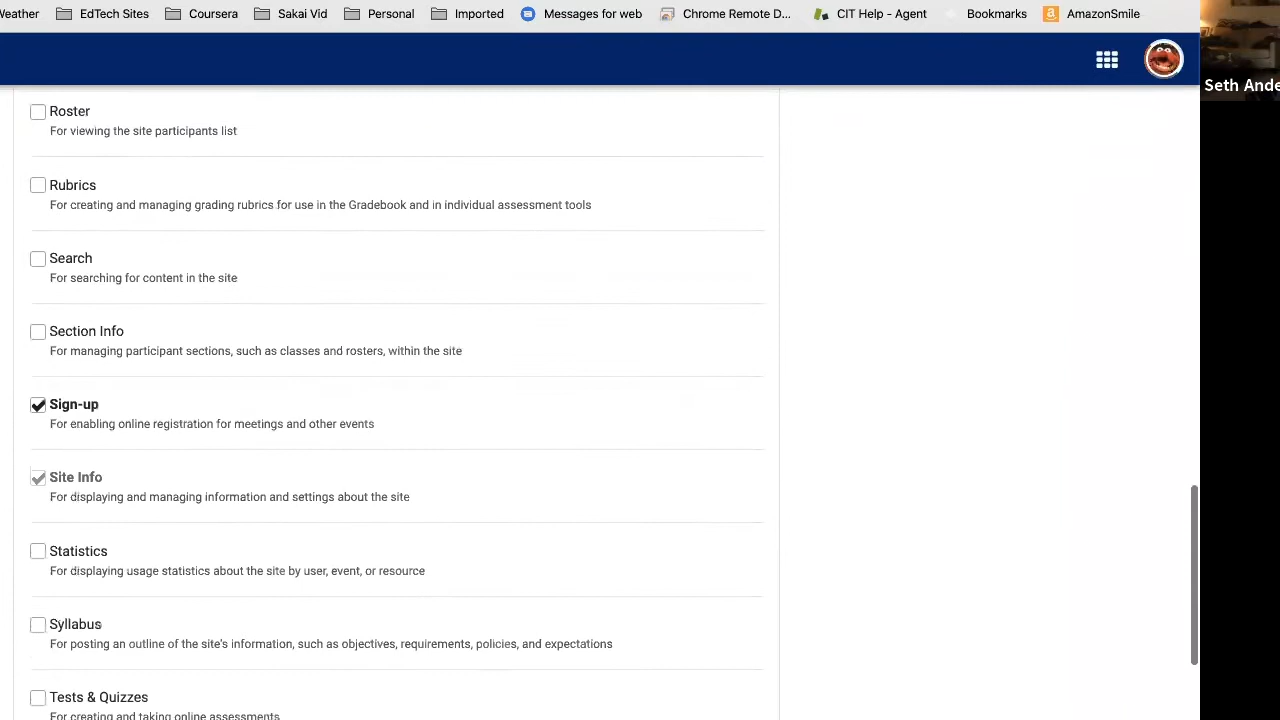 Weather EdTech Sites Coursera Sakai Vid Personal Imported Messages for web Chrome Remote D... CIT Help - Agent Bookmarks AmazonSmile
Seth Ande
Roster
For viewing the site participants list
Rubrics
For creating and managing grading rubrics for use in the Gradebook and in individual assessment tools
Search
For searching for content in the site
Section Info
For managing participant sections, such as classes and rosters, within the site
Sign-up
For enabling online registration for meetings and other events
Site Info
For displaying and managing information and settings about the site
Statistics
For displaying usage statistics about the site by user, event, or resource
Syllabus
For posting an outline of the site's information, such as objectives, requirements, policies, and expectations
Tests & Quizzes
For creating and taking online assessments